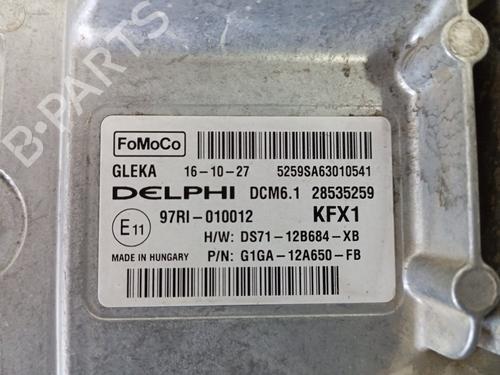 B-PARTS
FoMoCo
GLEKA 16-10-27 5259SA63010541
DELPHI DCM6.1 28535259
E11 97RI-010012 KFX1
H/W: DS71-12B684-XB
MADE IN HUNGARY P/N: G1GA-12A650-FB